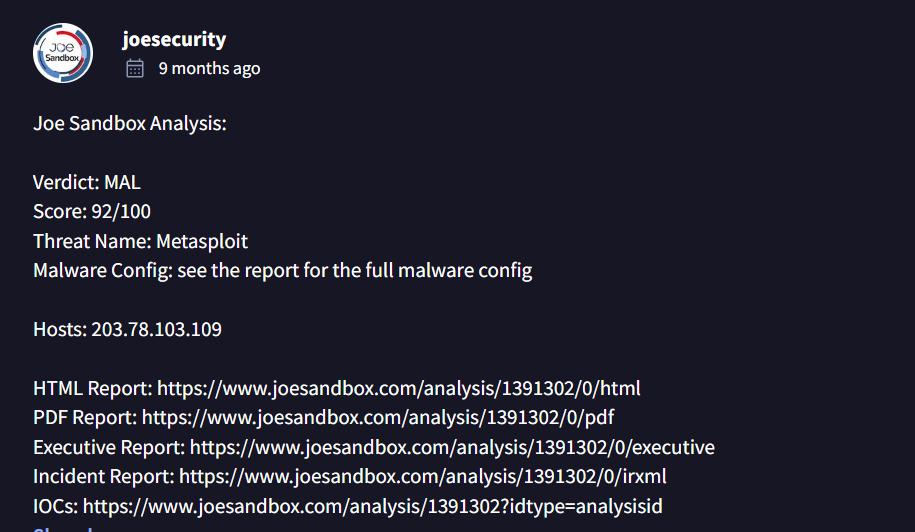 JOe
Sandbox
joesecurity
9 months ago
Joe Sandbox Analysis:
Verdict: MAL
Score: 92/100
Threat Name: Metasploit
Malware Config: see the report for the full malware config
Hosts: 203.78.103.109
HTML Report: https://www.joesandbox.com/analysis/1391302/0/html
PDF Report: https://www.joesandbox.com/analysis/1391302/0/pdf
Executive Report: https://www.joesandbox.com/analysis/1391302/0/executive
Incident Report: https://www.joesandbox.com/analysis/1391302/0/irxml
IOCs: https://www.joesandbox.com/analysis/1391302?idtype=analysisid